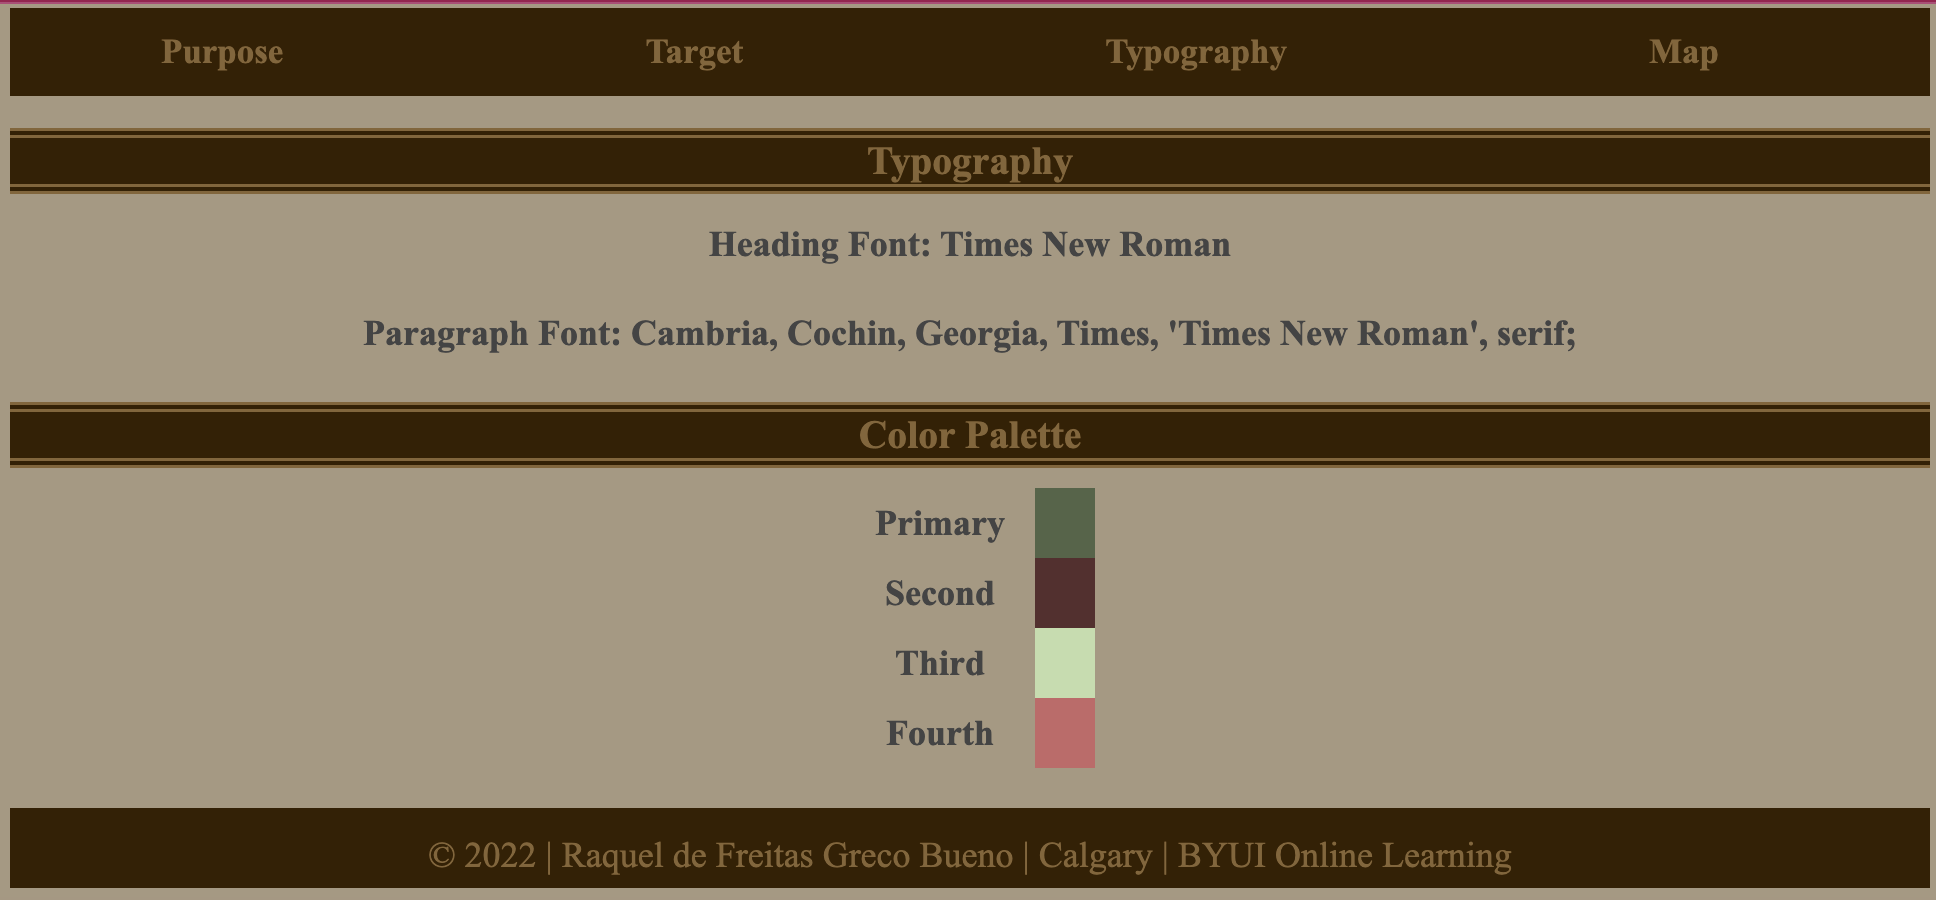 Purpose Target Typography Map
Typography
Heading Font: Times New Roman
Paragraph Font: Cambria, Cochin, Georgia, Times, 'Times New Roman', serif;
Color Palette
Primary
Second
Third
Fourth
© 2022 | Raquel de Freitas Greco Bueno | Calgary | BYUI Online Learning